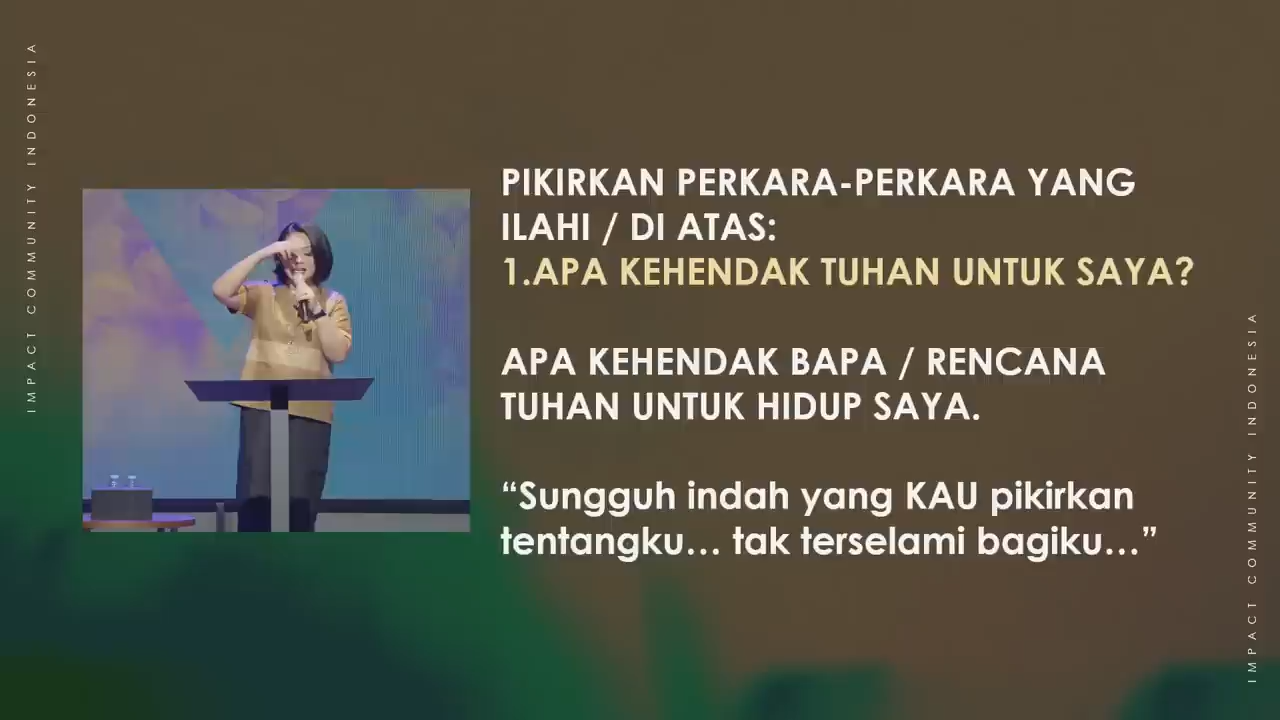 IMPACT COMMUNITY INDONESIA
PIKIRKAN PERKARA-PERKARA YANG
ILAHI / DI ATAS:
1.APA KEHENDAK TUHAN UNTUK SAYA?
APA KEHENDAK BAPA / RENCANA
TUHAN UNTUK HIDUP SAYA.
“Sungguh indah yang KAU pikirkan
tentangku... tak terselami bagiku...”
IMPACT COMMUNITY INDONESIA